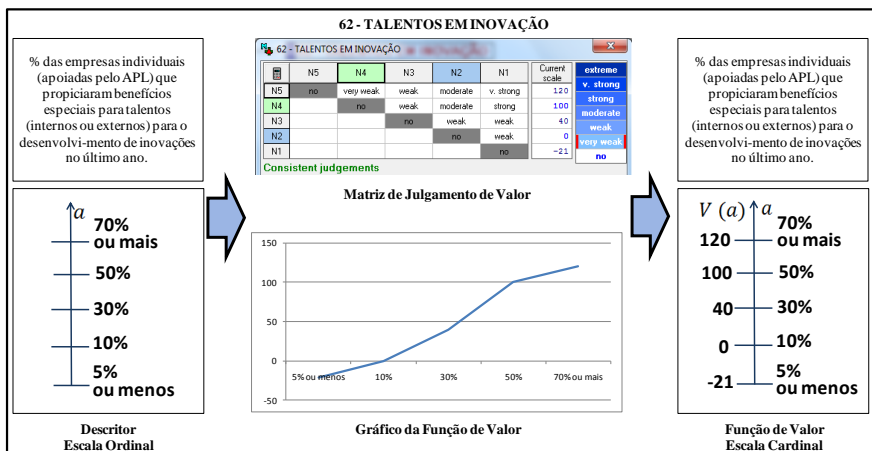 62 - TALENTOS EM INOVAÇÃO
% das empresas individuais
(apoiadas pelo APL) que
propiciaram benefícios
especiais para talentos
(internos ou externos) para o
desenvolvi-mento de inovações
no último ano.
62 - TALENTOS EM INOVAÇÃO
N5 N4 N3 N2 N1 Current scale
N5 no very weak weak moderate v. strong 120
N4 no weak moderate strong 100
N3 no weak weak 40
N2 no weak 0
N1 no -21
extreme
v. strong
strong
moderate
weak
very weak
no
Consistent judgements
Matriz de Julgamento de Valor
% das empresas individuais
(apoiadas pelo APL) que
propiciaram benefícios
especiais para talentos
(internos ou externos) para o
desenvolvi-mento de inovações
no último ano.
a
70%
ou mais
50%
30%
10%
5%
ou menos
Descritor
Escala Ordinal
150
100
50
0
-50
5% ou menos 10% 30% 50% 70% ou mais
Gráfico da Função de Valor
V (a) a
70%
120 ou mais
100 50%
40 30%
0 10%
5%
-21 ou menos
Função de Valor
Escala Cardinal